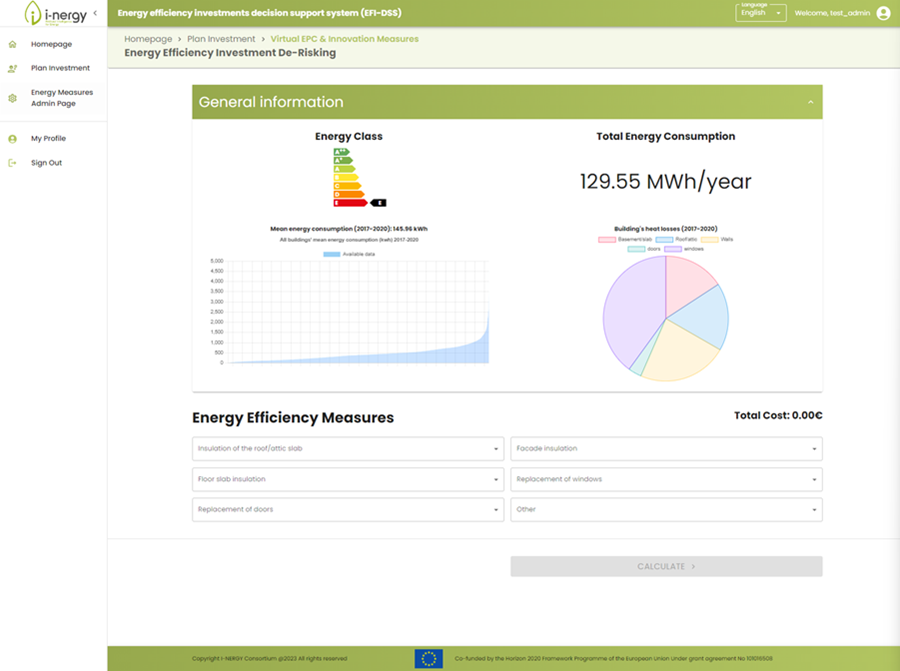 i-nergy
Energy efficiency investments decision support system (EFI-DSS)
Language
English
Welcome, test_admin
Homepage
Plan Investment
Energy Measures
Admin Page
My Profile
Sign Out
Homepage > Plan Investment > Virtual EPC & Innovation Measures
Energy Efficiency Investment De-Risking
General information
Energy Class
A++
A+
A
B
C
D
E
E
Mean energy consumption (2017-2020): 145.96 kWh
All buildings' mean energy consumption (kwh) 2017-2020
Available data
5,000
4,500
4,000
3,500
3,000
2,500
2,000
1,500
1,000
500
0
Total Energy Consumption
129.55 MWh/year
Building's heat losses (2017-2020)
Basement/slab Roof/attic Walls
doors windows
Energy Efficiency Measures
Total Cost: 0.00€
Insulation of the roof/attic slab
Facade insulation
Floor slab insulation
Replacement of windows
Replacement of doors
Other
CALCULATE >
Copyright I-NERGY Consortium @2023 All rights reserved
Co-funded by the Horizon 2020 Framework Programme of the European Union Under grant agreement No